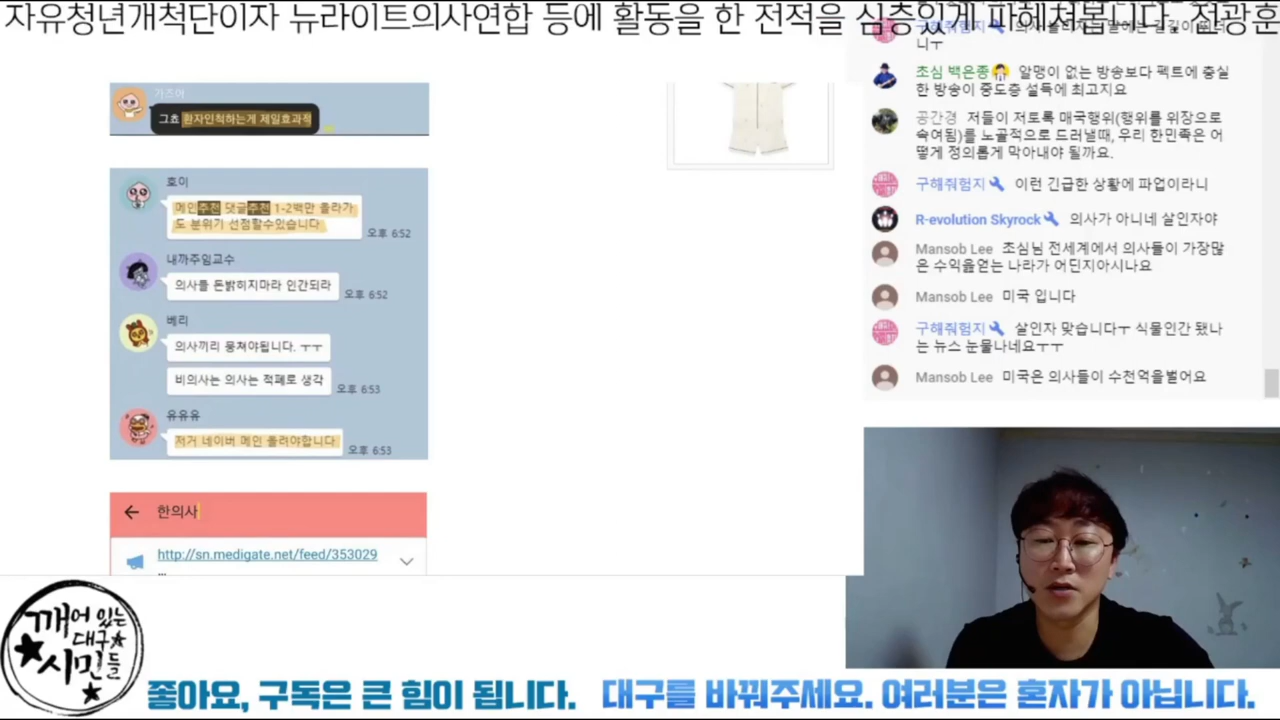 자유청년개척단이자 뉴라이트의사연합 등에 활동을 한 전적을 심층있게 파헤쳐봅니다. 전광훈
그쵸 환자인척하는게 제일효과적
호이
메인추천 댓글추천 1-2백만 올라가
도 분위기 선점할수있습니다
오후 6:52
내까주임교수
의사를 돈밝히지마라 인간되라
오후 6:52
베리
의사끼리 뭉쳐야됩니다. ㅜㅜ
비의사는 의사는 적폐로 생각
오후 6:53
유유유
저거 네이버 메인 올려야합니다
오후 6:53
한의사
http://sn.medigate.net/feed/353029
...
구해줘험지
니ㅜ
초심 백은종 알맹이 없는 방송보다 팩트에 충실
한 방송이 중도층 설득에 최고지요
공간경 저들이 저토록 매국행위(행위를 위장으로
속여됨)를 노골적으로 드러낼때, 우리 한민족은 어
떻게 정의롭게 막아내야 될까요.
구해줘험지 이런 긴급한 상황에 파업이라니
R-evolution Skyrock 의사가 아니네 살인자야
Mansob Lee 초심님 전세계에서 의사들이 가장많
은 수익을얻는 나라가 어딘지아시나요
Mansob Lee 미국 입니다
구해줘험지 살인자 맞습니다ㅜ 식물인간 됐나
는 뉴스 눈물나네요ㅜㅜ
Mansob Lee 미국은 의사들이 수천억을벌어요
깨어 있는
대구
시민들
좋아요, 구독은 큰 힘이 됩니다. 대구를 바꿔주세요. 여러분은 혼자가 아닙니다.